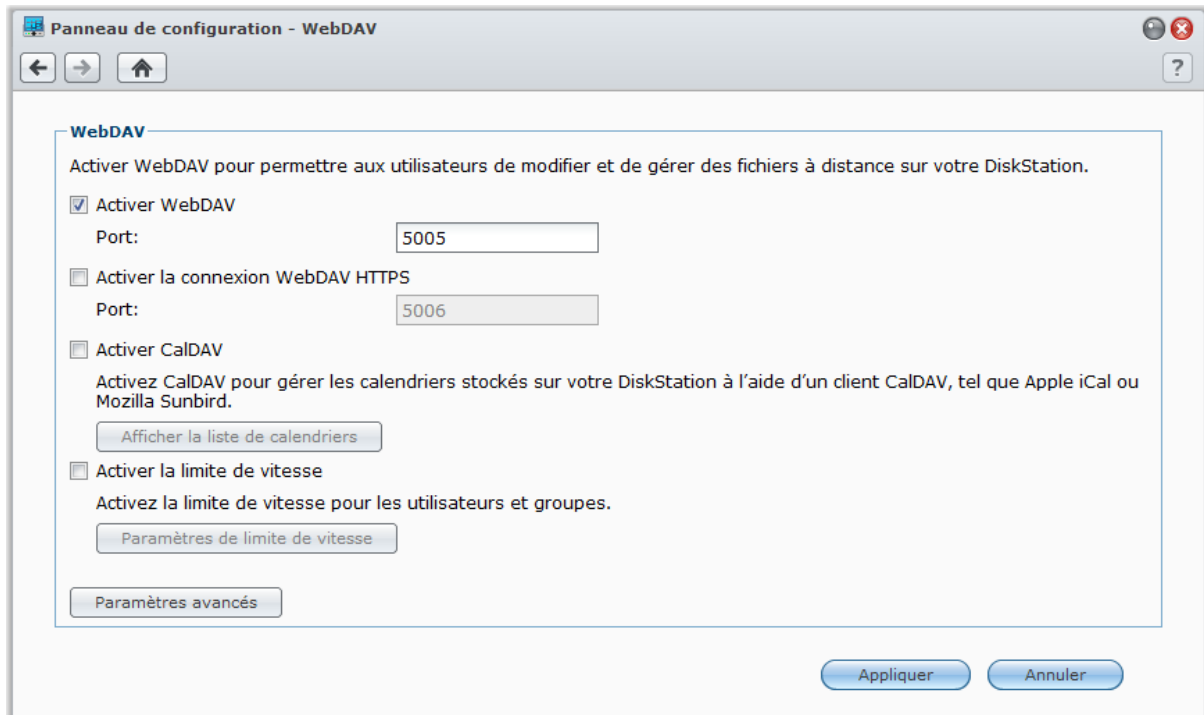 Panneau de configuration - WebDAV
?
WebDAV
Activer WebDAV pour permettre aux utilisateurs de modifier et de gérer des fichiers à distance sur votre DiskStation.
Activer WebDAV
Port: 5005
Activer la connexion WebDAV HTTPS
Port: 5006
Activer CalDAV
Activez CalDAV pour gérer les calendriers stockés sur votre DiskStation à l'aide d'un client CalDAV, tel que Apple iCal ou
Mozilla Sunbird.
Afficher la liste de calendriers
Activer la limite de vitesse
Activez la limite de vitesse pour les utilisateurs et groupes.
Paramètres de limite de vitesse
Paramètres avancés
Appliquer Annuler